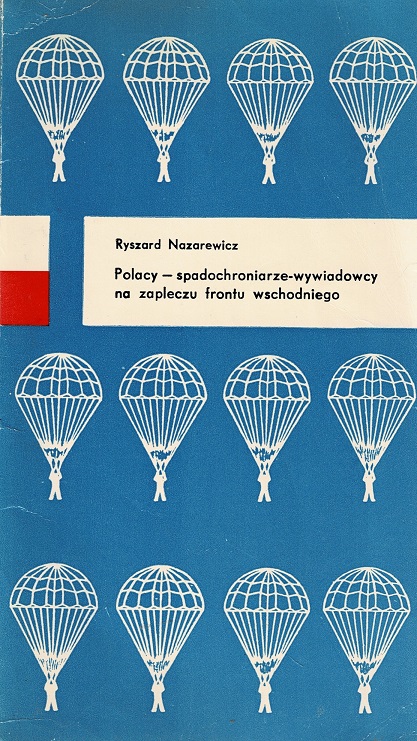 Ryszard Nazarewicz
Polacy – spadochroniarze-wywiadowcy
na zapleczu frontu wschodniego